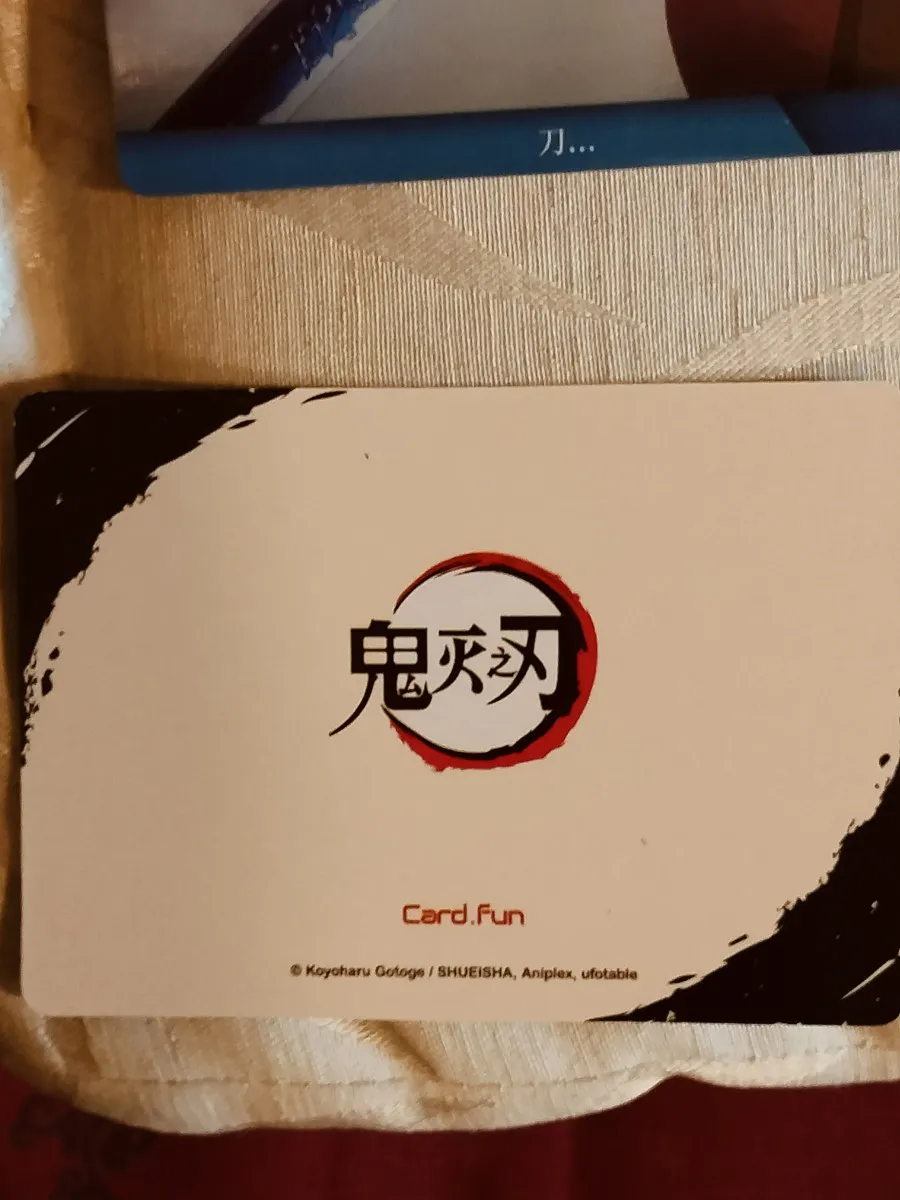 刀...
鬼灭之刃
Card.fun
© Koyoharu Gotoge / SHUEISHA, Aniplex, ufotable